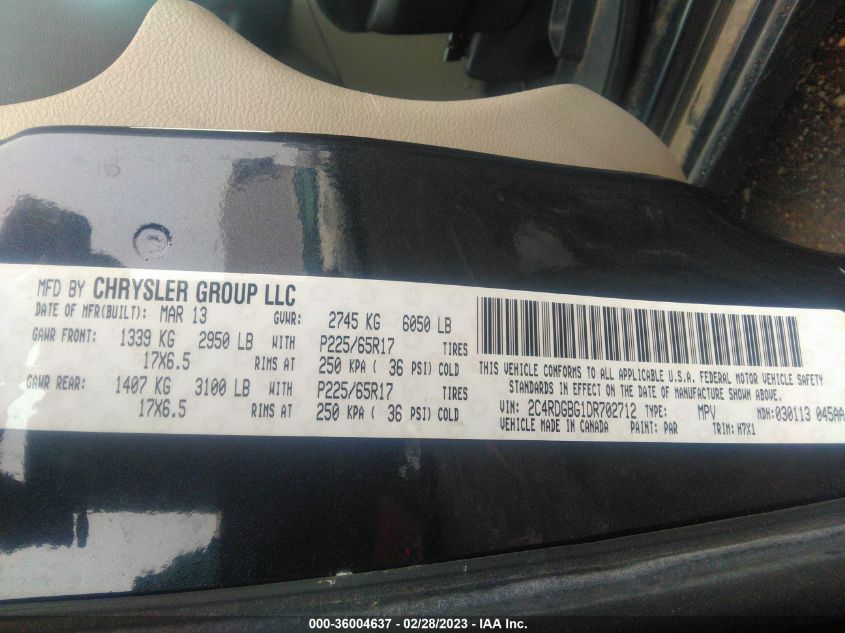 MFD BY CHRYSLER GROUP LLC
DATE OF MFR(BUILT): MAR 13 GVWR: 2745 KG 6050 LB
GAWR FRONT: 1339 KG 2950 LB WITH P225/65R17 TIRES
17X6.5 RIMS AT 250 KPA ( 36 PSI) COLD
GAWR REAR: 1407 KG 3100 LB WITH P225/65R17 TIRES
17X6.5 RIMS AT 250 KPA ( 36 PSI) COLD
THIS VEHICLE CONFORMS TO ALL APPLICABLE U.S.A. FEDERAL MOTOR VEHICLE SAFETY
STANDARDS IN EFFECT ON THE DATE OF MANUFACTURE SHOWN ABOVE.
VIN: 2C4RDGBG1DR702712 TYPE: MPV MDH: 030113 045AA
VEHICLE MADE IN CANADA PAINT: PAR TRIM: H7X1
000-36004637 - 02/28/2023 - IAA Inc.